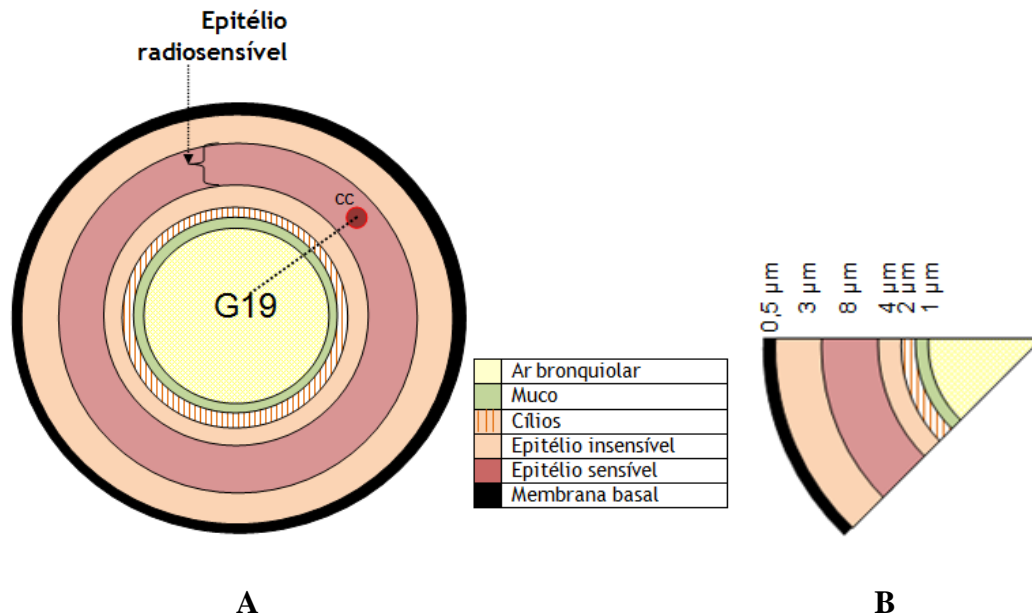 Epitélio
radiosensível
cc
G19
Ar bronquiolar
Muco
Cílios
Epitélio insensível
Epitélio sensível
Membrana basal
0,5 µm
3 µm
8 µm
4 µm
2 µm
1 µm
A
B